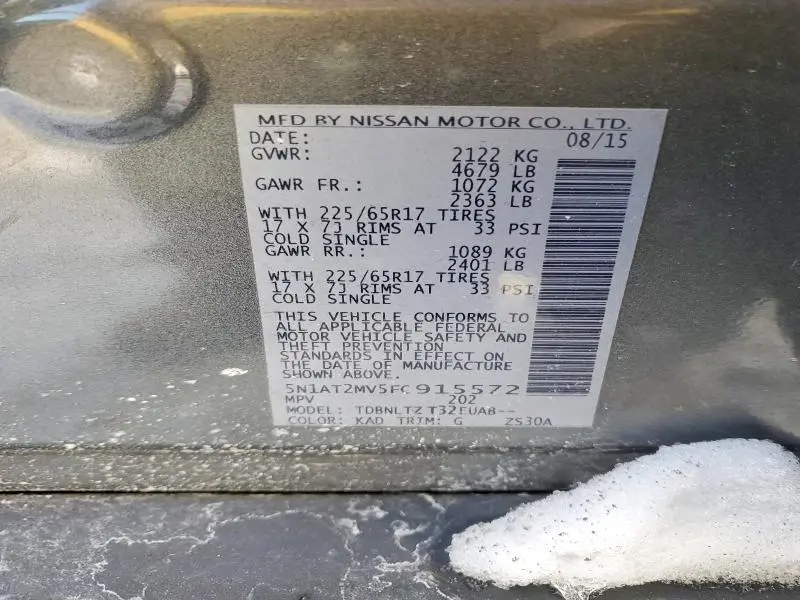 MFD BY NISSAN MOTOR CO., LTD.
DATE: 08/15
GVWR: 2122 KG
4679 LB
GAWR FR.: 1072 KG
2363 LB
WITH 225/65R17 TIRES
17 X 7J RIMS AT 33 PSI
COLD SINGLE
GAWR RR.: 1089 KG
2401 LB
WITH 225/65R17 TIRES
17 X 7J RIMS AT 33 PSI
COLD SINGLE
THIS VEHICLE CONFORMS TO
ALL APPLICABLE FEDERAL
MOTOR VEHICLE SAFETY AND
THEFT PREVENTION
STANDARDS IN EFFECT ON
THE DATE OF MANUFACTURE
SHOWN ABOVE.
5N1AT2MV5FC915572
MPV 202
MODEL: TDBNLTZ T32EUA8--
COLOR: KAD TRIM: G ZS30A